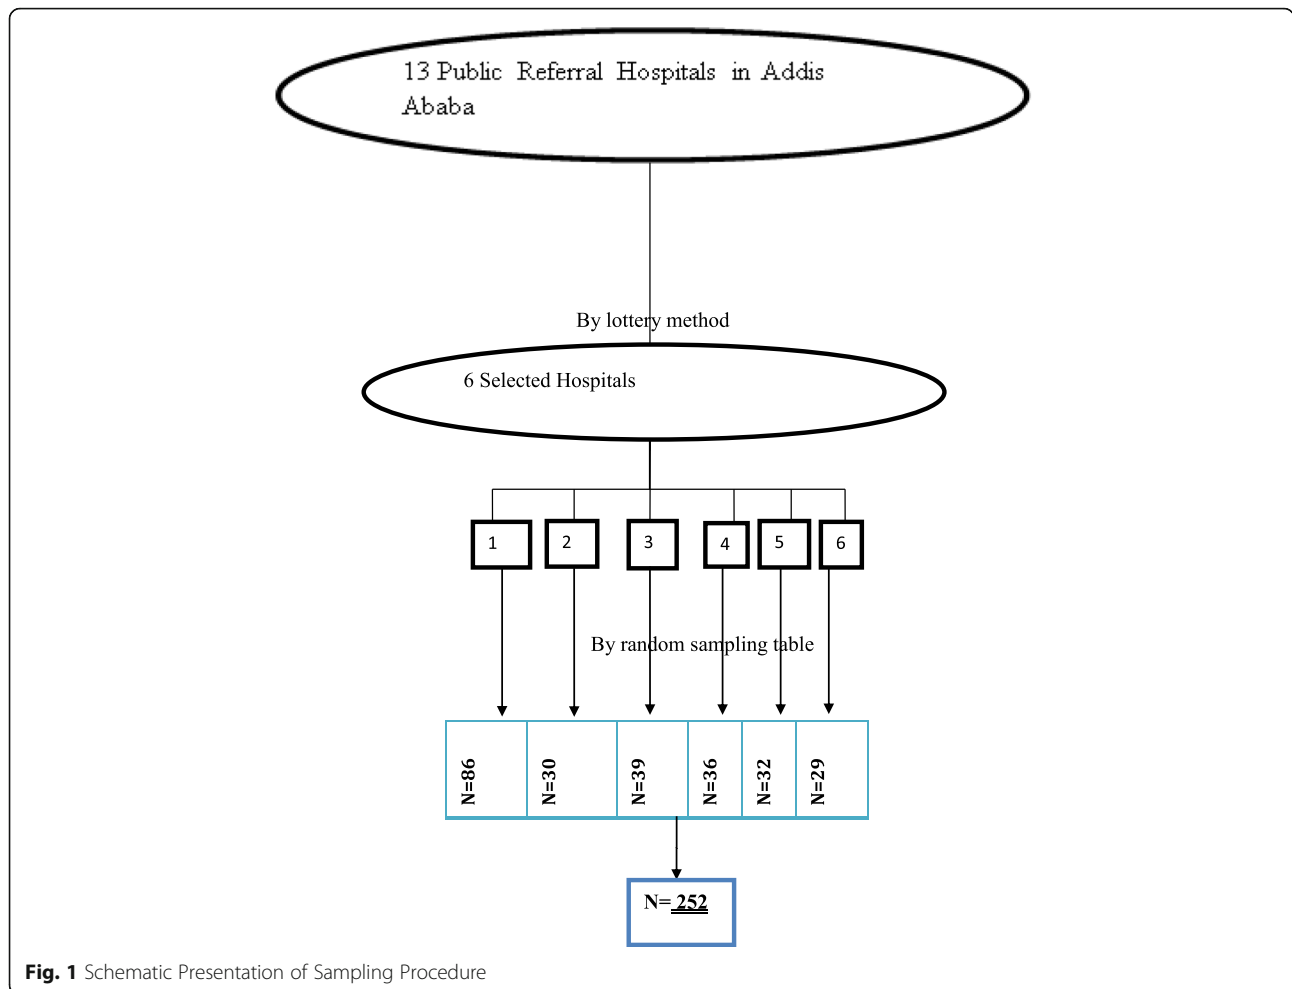 13 Public Referral Hospitals in Addis
Ababa
By lottery method
6 Selected Hospitals
1 2 3 4 5 6
By random sampling table
N=86 N=30 N=39 N=36 N=32 N=29
N= 252
Fig. 1 Schematic Presentation of Sampling Procedure